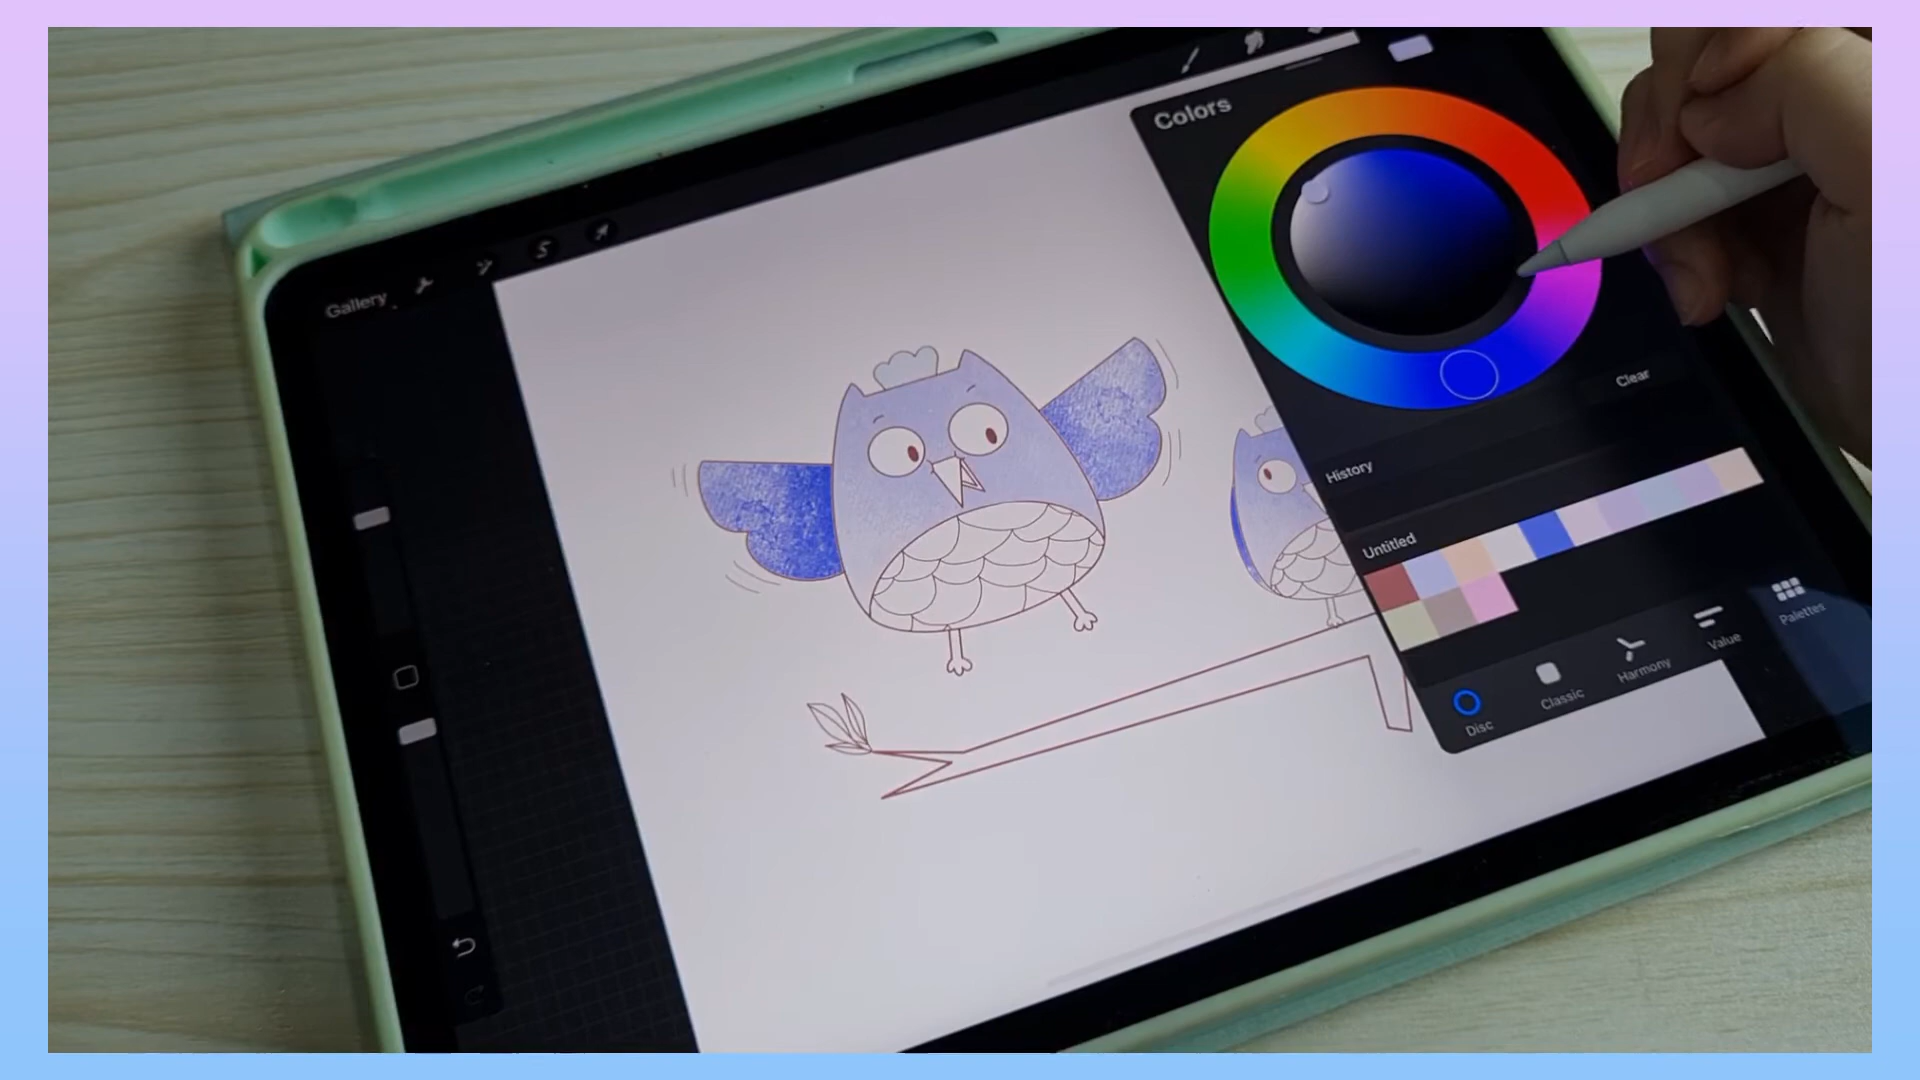 Gallery
Colors
Clear
History
Untitled
Disc
Classic
Harmony
Value
Palettes